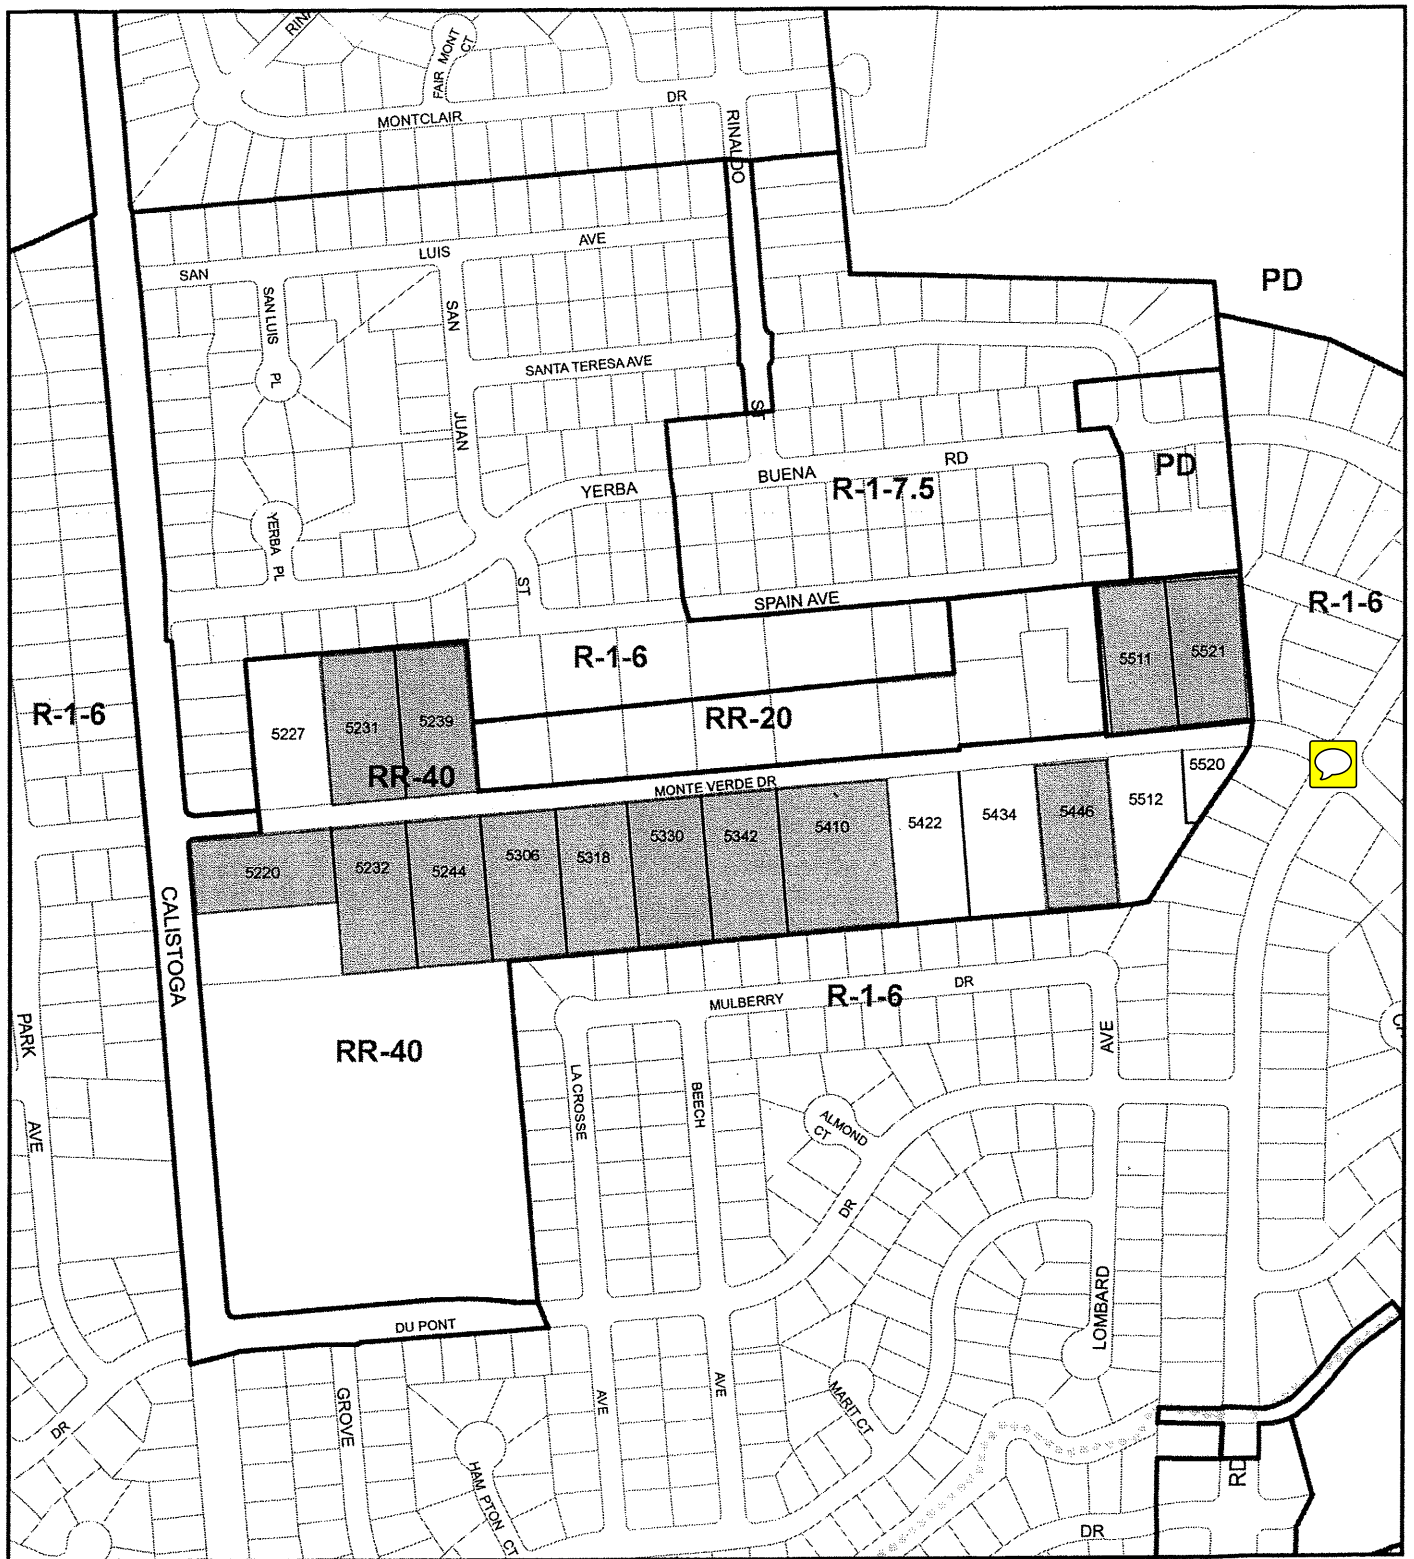 RINA
FAIR MONT
CT
MONTCLAIR
DR
RINALDO
SAN
LUIS
AVE
PD
SAN LUIS
PL
SAN
JUAN
SANTA TERESA AVE
ST
YERBA
BUENA
RD
R-1-7.5
PD
YERBA PL
ST
SPAIN AVE
R-1-6
R-1-6
R-1-6
5227
5231
5239
RR-40
RR-20
5511
5521
MONTE VERDE DR
5220
5232
5244
5306
5318
5330
5342
5410
5422
5434
5446
5512
5520
CALISTOGA
RR-40
MULBERRY
DR
R-1-6
PARK
AVE
LA CROSSE
BEECH
ALMOND
CT
AVE
DR
LOMBARD
DU PONT
GROVE
AVE
AVE
MARIT CT
HAM PTON CT
DR
RD
DR